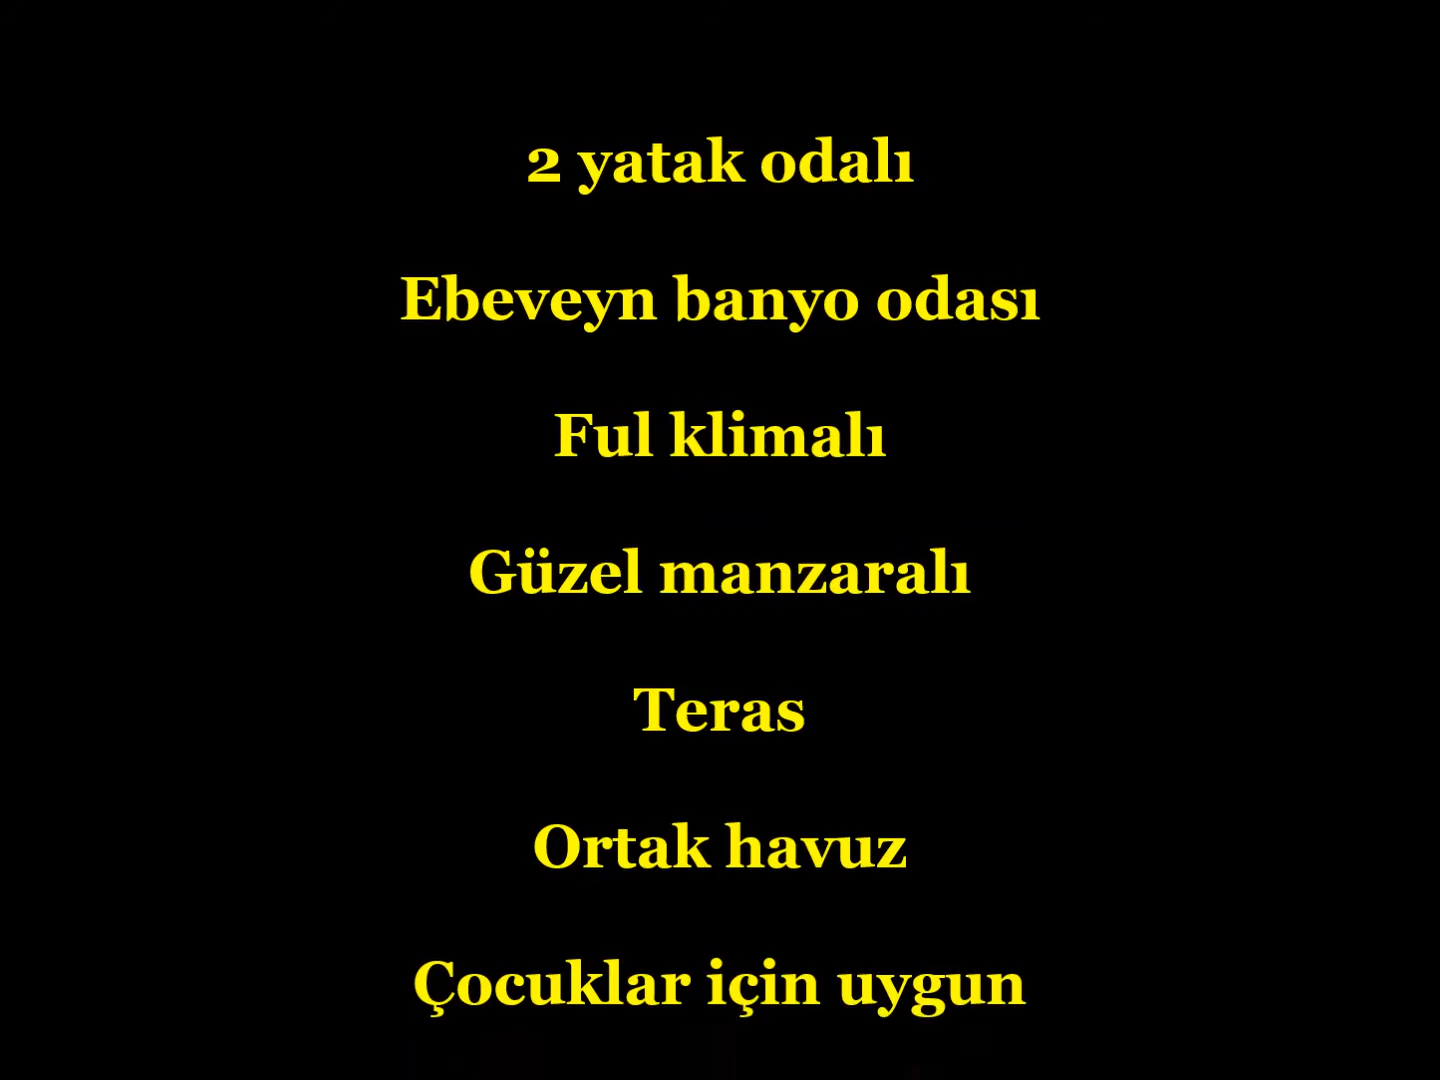 2 yatak odalı
Ebeveyn banyo odası
Ful klimalı
Güzel manzaralı
Teras
Ortak havuz
Çocuklar için uygun